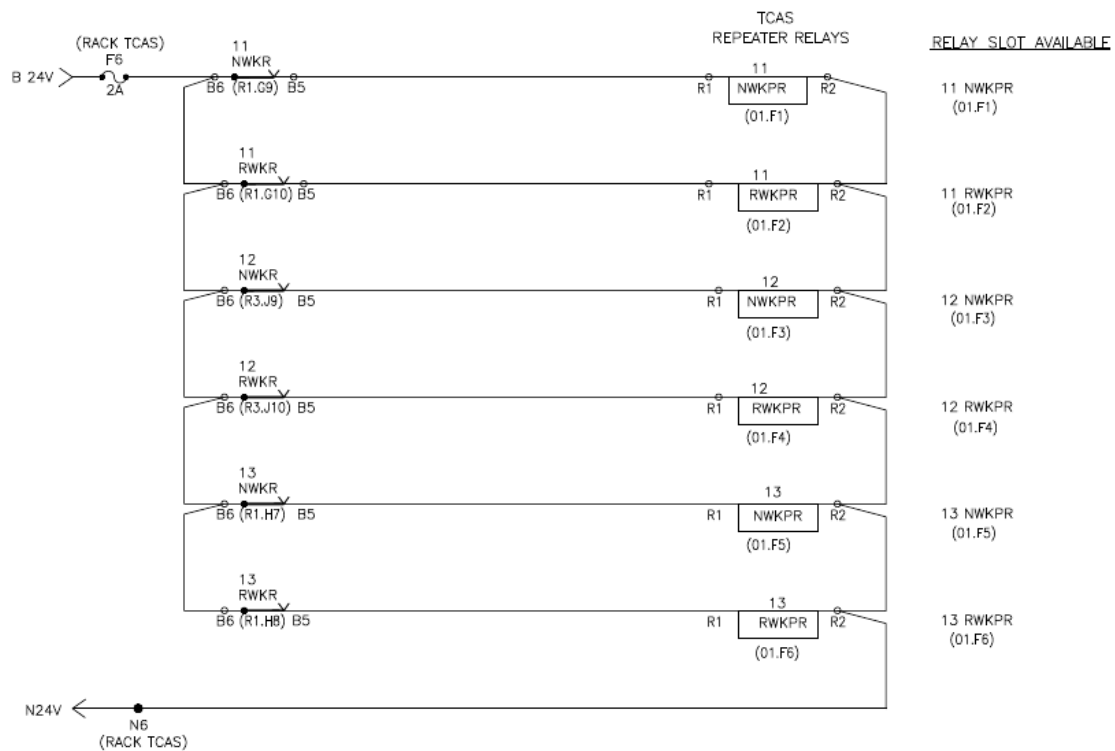 TCAS
REPEATER RELAYS
RELAY SLOT AVAILABLE
(RACK TCAS)
F6
2A
B 24V
11
NWKR
B6 (R1.G9) B5
11
R1 NWKPR R2
(01.F1)
11 NWKPR
(01.F1)
11
RWKR
B6 (R1.G10) B5
11
R1 RWKPR R2
(01.F2)
11 RWKPR
(01.F2)
12
NWKR
B6 (R3.J9) B5
12
R1 NWKPR R2
(01.F3)
12 NWKPR
(01.F3)
12
RWKR
B6 (R3.J10) B5
12
R1 RWKPR R2
(01.F4)
12 RWKPR
(01.F4)
13
NWKR
B6 (R1.H7) B5
13
R1 NWKPR R2
(01.F5)
13 NWKPR
(01.F5)
13
RWKR
B6 (R1.H8) B5
13
R1 RWKPR R2
(01.F6)
13 RWKPR
(01.F6)
N24V
N6
(RACK TCAS)